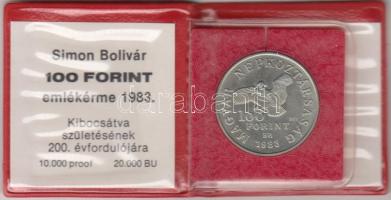 Simon Bolivár
100 FORINT
emlékérme 1983.
Kibocsátva
születésének
200. évfordulójára
10.000 proof 20.000 BU
MAGYAR NÉPKÖZTÁRSASÁG
100
FORINT
1983
darabanth